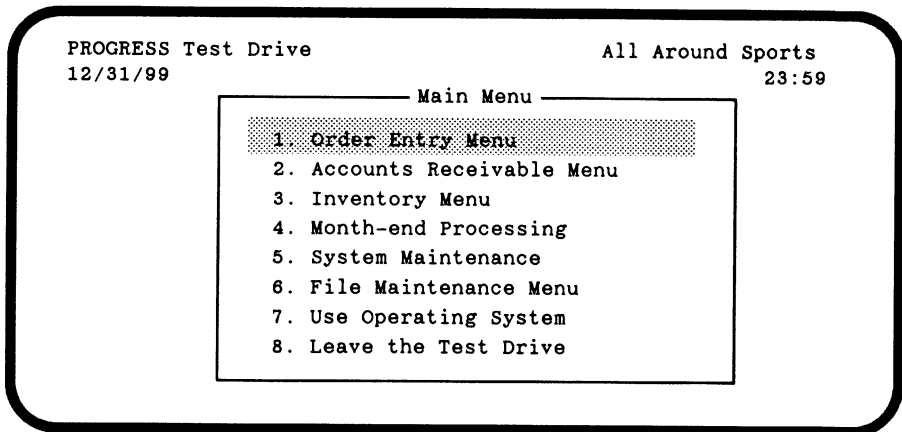 PROGRESS Test Drive All Around Sports
12/31/99 23:59
Main Menu
1. Order Entry Menu
2. Accounts Receivable Menu
3. Inventory Menu
4. Month-end Processing
5. System Maintenance
6. File Maintenance Menu
7. Use Operating System
8. Leave the Test Drive